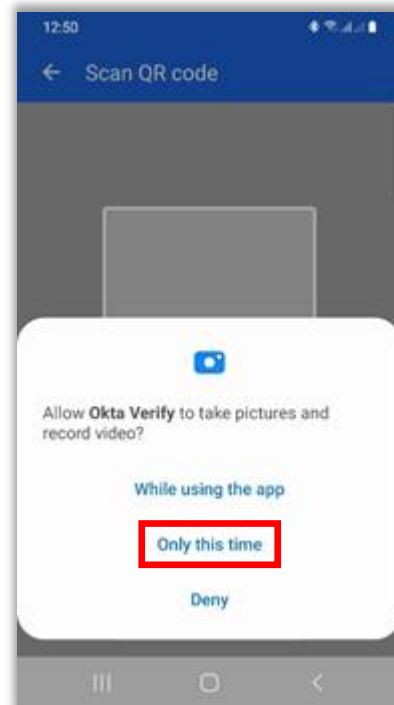 12:50
Scan QR code
Allow Okta Verify to take pictures and
record video?
While using the app
Only this time
Deny